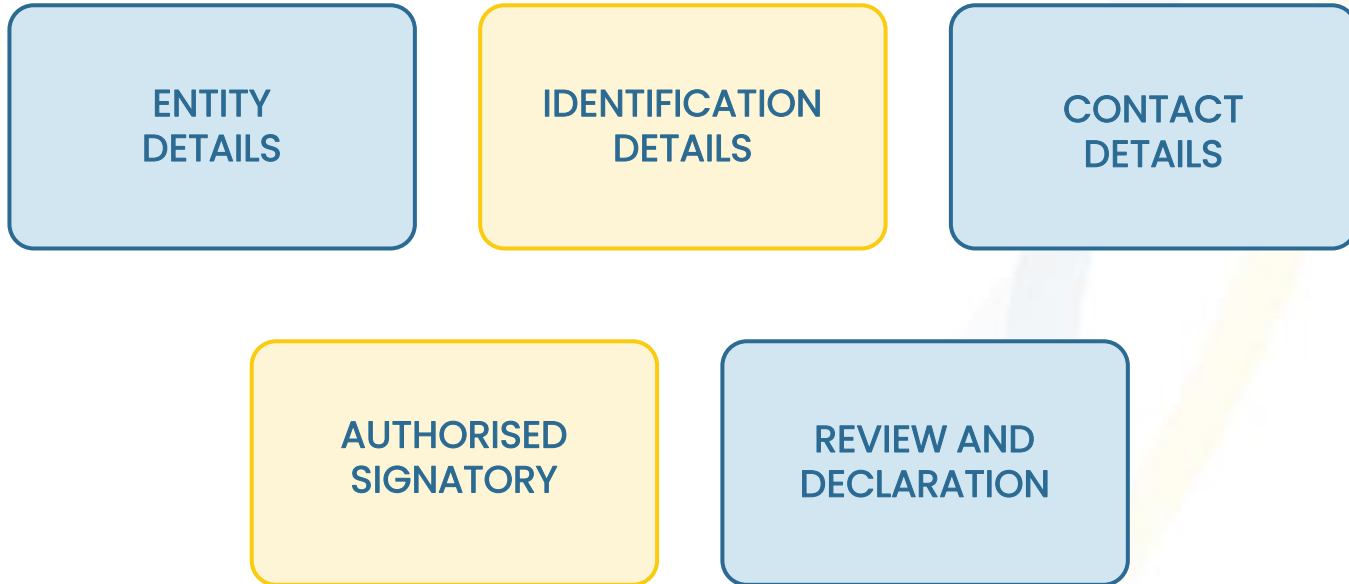 ENTITY
DETAILS
IDENTIFICATION
DETAILS
CONTACT
DETAILS
AUTHORISED
SIGNATORY
REVIEW AND
DECLARATION